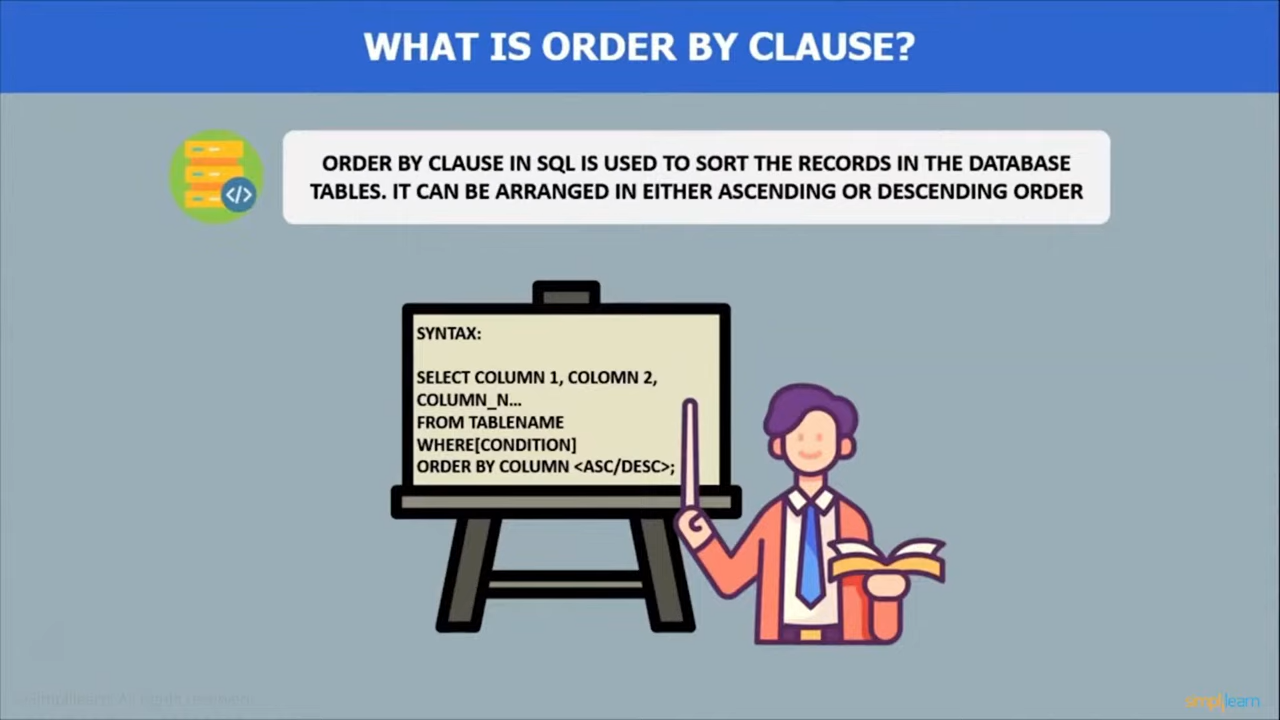 WHAT IS ORDER BY CLAUSE?
ORDER BY CLAUSE IN SQL IS USED TO SORT THE RECORDS IN THE DATABASE
TABLES. IT CAN BE ARRANGED IN EITHER ASCENDING OR DESCENDING ORDER
</>
SYNTAX:
SELECT COLUMN 1, COLOMN 2,
COLUMN_N...
FROM TABLENAME
WHERE[CONDITION]
ORDER BY COLUMN <ASC/DESC>;
simplilearn